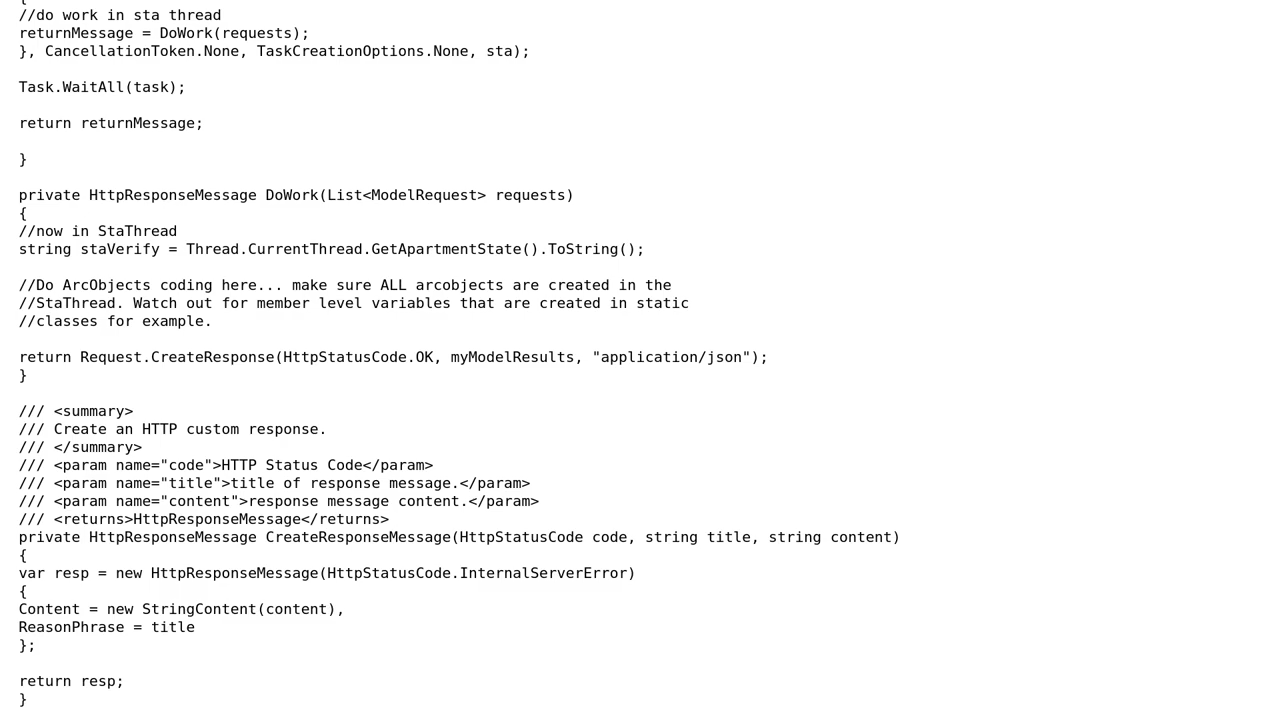 {
//do work in sta thread
returnMessage = DoWork(requests);
}, CancellationToken.None, TaskCreationOptions.None, sta);
Task.WaitAll(task);
return returnMessage;
}
private HttpResponseMessage DoWork(List<ModelRequest> requests)
{
//now in StaThread
string staVerify = Thread.CurrentThread.GetApartmentState().ToString();
//Do ArcObjects coding here... make sure ALL arcobjects are created in the
//StaThread. Watch out for member level variables that are created in static
//classes for example.
return Request.CreateResponse(HttpStatusCode.OK, myModelResults, "application/json");
}
/// <summary>
/// Create an HTTP custom response.
/// </summary>
/// <param name="code">HTTP Status Code</param>
/// <param name="title">title of response message.</param>
/// <param name="content">response message content.</param>
/// <returns>HttpResponseMessage</returns>
private HttpResponseMessage CreateResponseMessage(HttpStatusCode code, string title, string content)
{
var resp = new HttpResponseMessage(HttpStatusCode.InternalServerError)
{
Content = new StringContent(content),
ReasonPhrase = title
};
return resp;
}